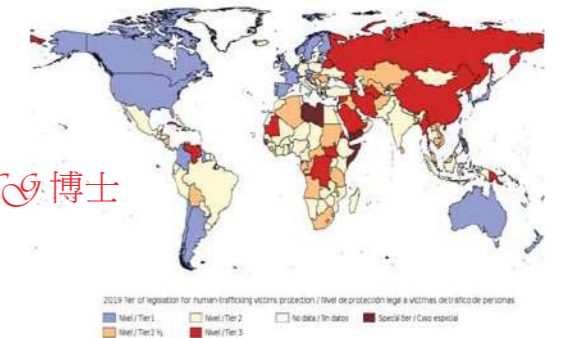 博士
2019 Tier of legislation for human-trafficking victims protection / Nivel de protección legal a víctimas de tráfico de personas
Nivel / Tier 1 Nivel / Tier 2 No data / Sin datos Special tier / Caso especial
Nivel / Tier 2 ½ Nivel / Tier 3